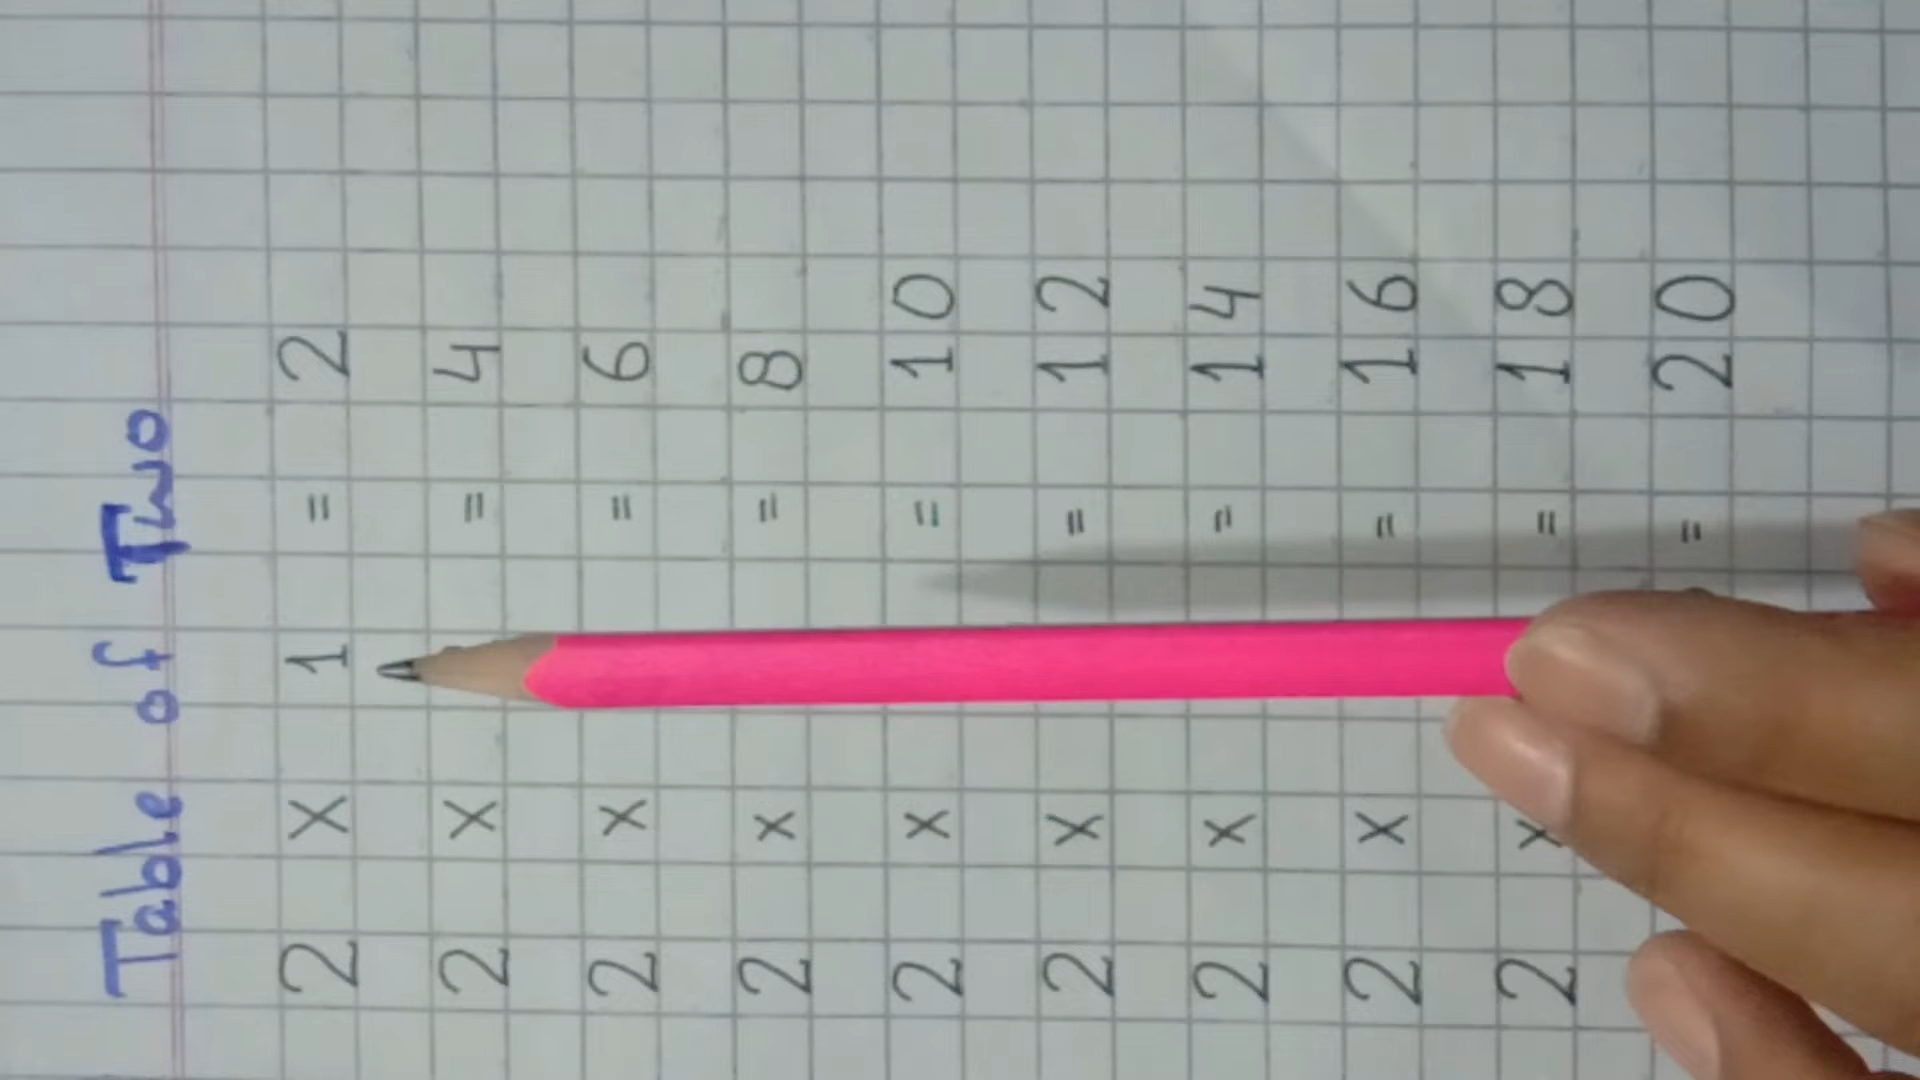 Table of Two
2 x 1 = 2
2 x = 4
2 x = 6
2 x = 8
2 x = 10
2 x = 12
2 x = 14
2 x = 16
2 x = 18
= 20